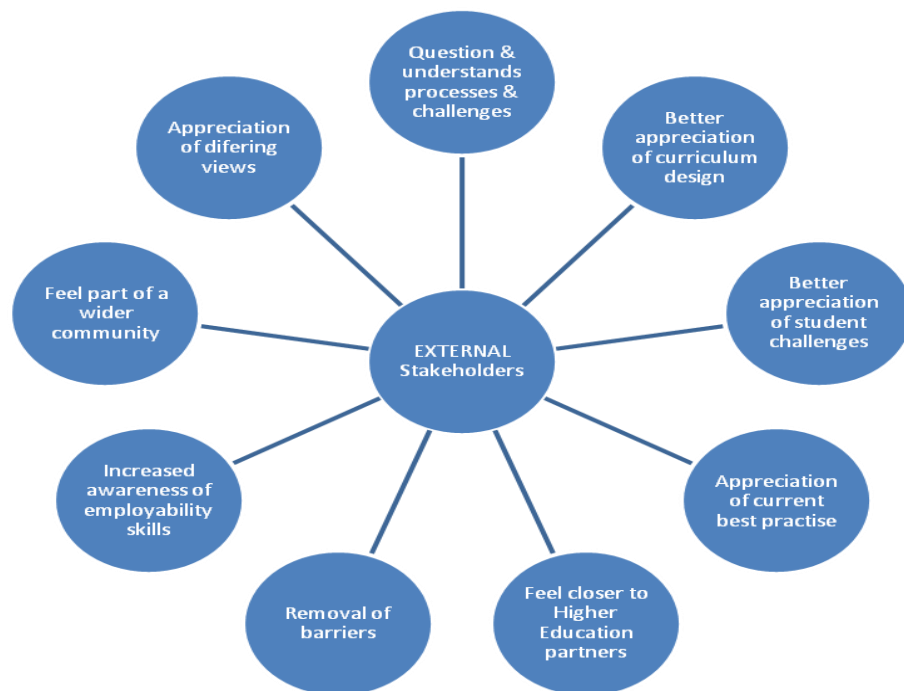 Question &
understands
processes &
challenges
Better
appreciation
of curriculum
design
Better
appreciation
of student
challenges
Appreciation
of current
best practise
Feel closer to
Higher
Education
partners
Removal of
barriers
Increased
awareness of
employability
skills
Feel part of a
wider
community
Appreciation
of difering
views
EXTERNAL
Stakeholders